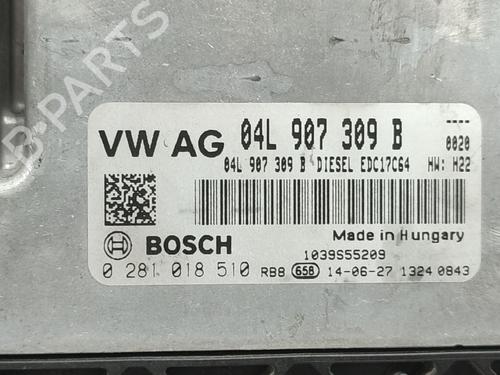 B-PARTS
VW AG 04L 907 309 B ----
0020
04L 907 309 B DIESEL EDC17C64 HW: H22
BOSCH
Made in Hungary
1039S55209
0 281 018 510 RB8 658 14-06-27 1324 0843